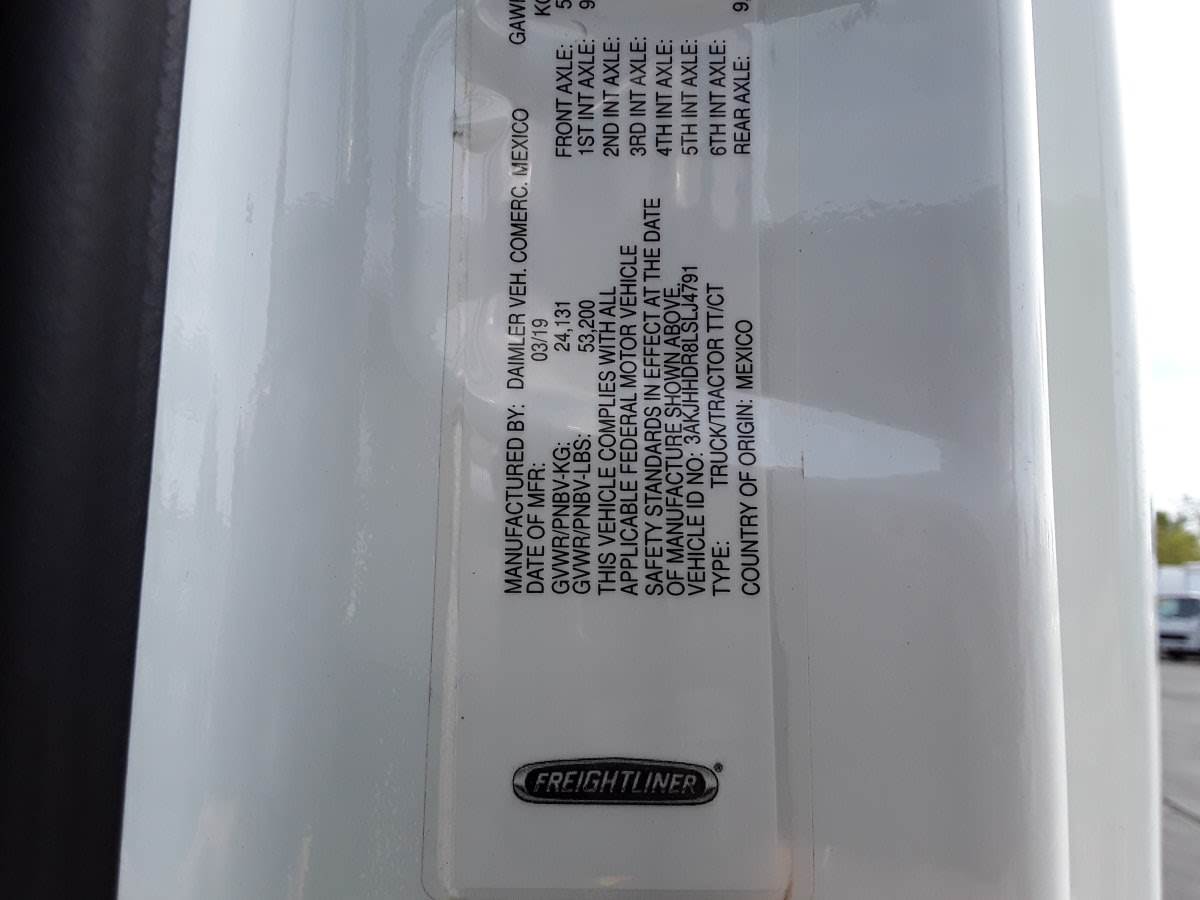 MANUFACTURED BY: DAIMLER VEH. COMERC. MEXICO
DATE OF MFR: 03/19
GVWR/PNBV-KG: 24,131
GVWR/PNBV-LBS: 53,200
THIS VEHICLE COMPLIES WITH ALL
APPLICABLE FEDERAL MOTOR VEHICLE
SAFETY STANDARDS IN EFFECT AT THE DATE
OF MANUFACTURE SHOWN ABOVE.
VEHICLE ID NO: 3AKJHHDR8LSLJ4791
TYPE: TRUCK/TRACTOR TT/CT
COUNTRY OF ORIGIN: MEXICO
FRONT AXLE:
1ST INT AXLE:
2ND INT AXLE:
3RD INT AXLE:
4TH INT AXLE:
5TH INT AXLE:
6TH INT AXLE:
REAR AXLE:
FREIGHTLINER®